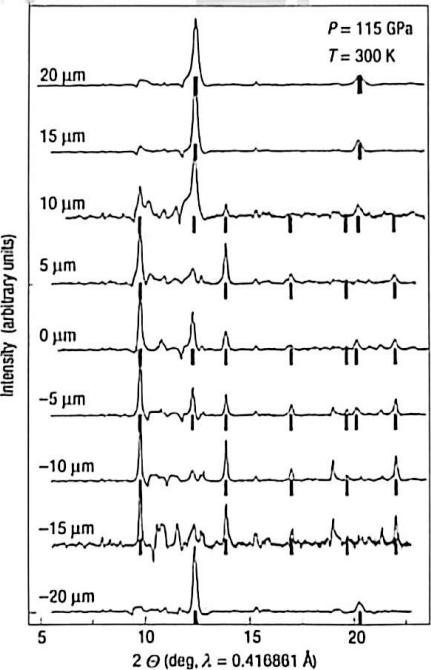 P = 115 GPa
T = 300 K
20 μm
15 μm
10 μm
5 μm
0 μm
−5 μm
−10 μm
−15 μm
−20 μm
Intensity (arbitrary units)
5 10 15 20
2 Θ (deg, λ = 0.416861 Å)